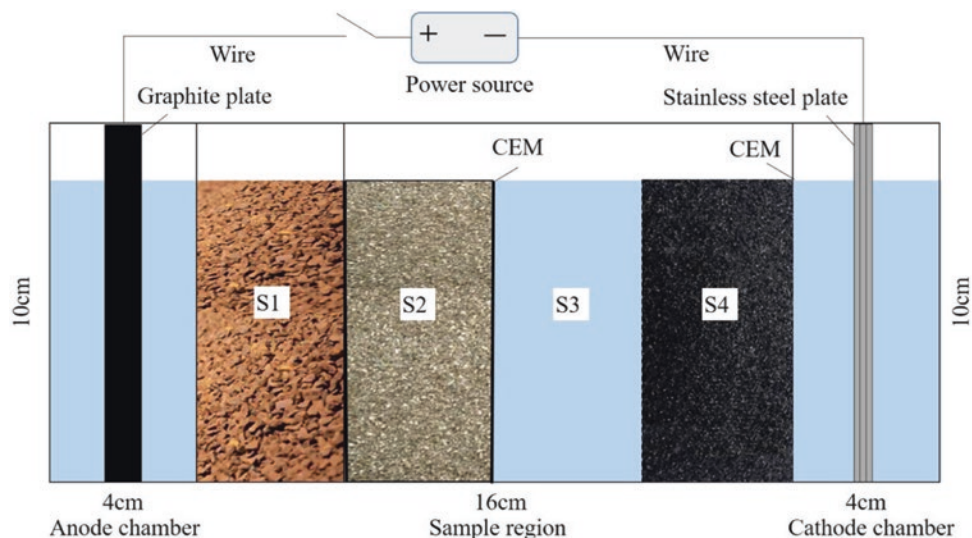 + −
Wire
Wire
Power source
Graphite plate
Stainless steel plate
CEM
CEM
10cm
S1
S2
S3
S4
10cm
4cm
16cm
4cm
Anode chamber
Sample region
Cathode chamber